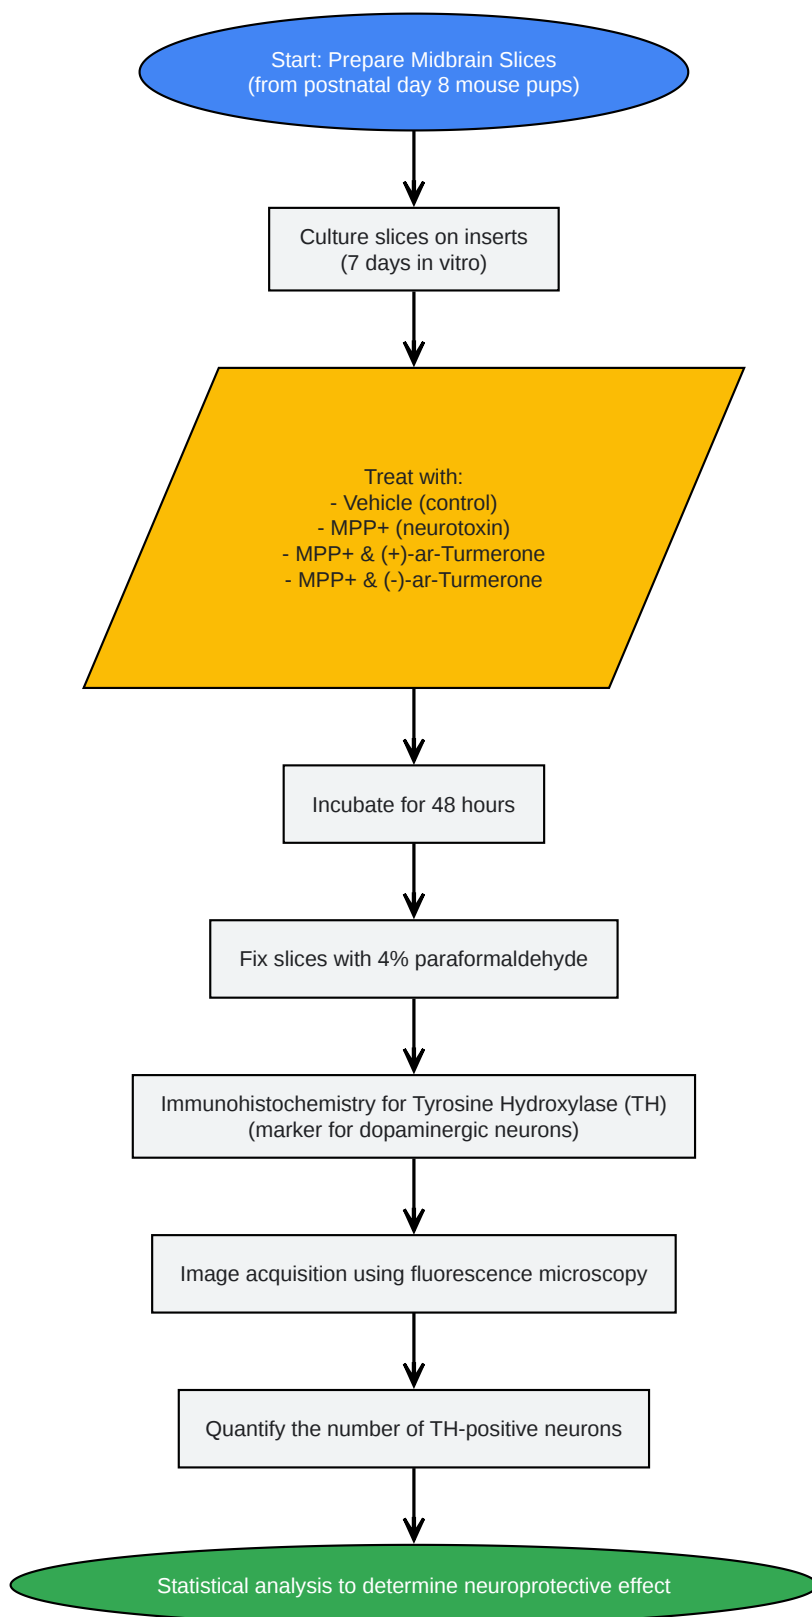 Start: Prepare Midbrain Slices
(from postnatal day 8 mouse pups)
Culture slices on inserts
(7 days in vitro)
Treat with:
- Vehicle (control)
- MPP+ (neurotoxin)
- MPP+ & (+)-ar-Turmerone
- MPP+ & (-)-ar-Turmerone
Incubate for 48 hours
Fix slices with 4% paraformaldehyde
Immunohistochemistry for Tyrosine Hydroxylase (TH)
(marker for dopaminergic neurons)
Image acquisition using fluorescence microscopy
Quantify the number of TH-positive neurons
Statistical analysis to determine neuroprotective effect